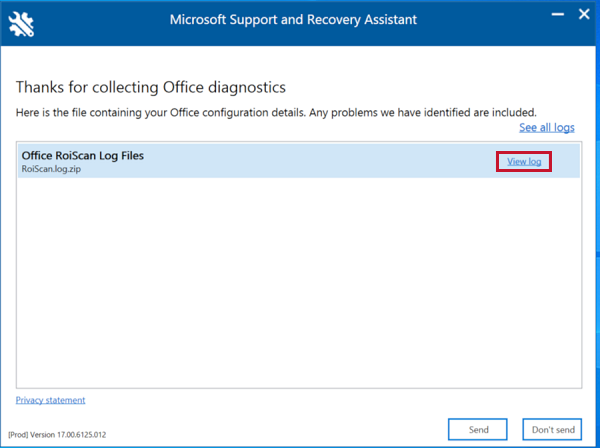 Microsoft Support and Recovery Assistant
Thanks for collecting Office diagnostics
Here is the file containing your Office configuration details. Any problems we have identified are included.
See all logs
Office RoiScan Log Files
View log
RoiScan.log.zip
Privacy statement
[Prod] Version 17.00.6125.012
Send
Don't send